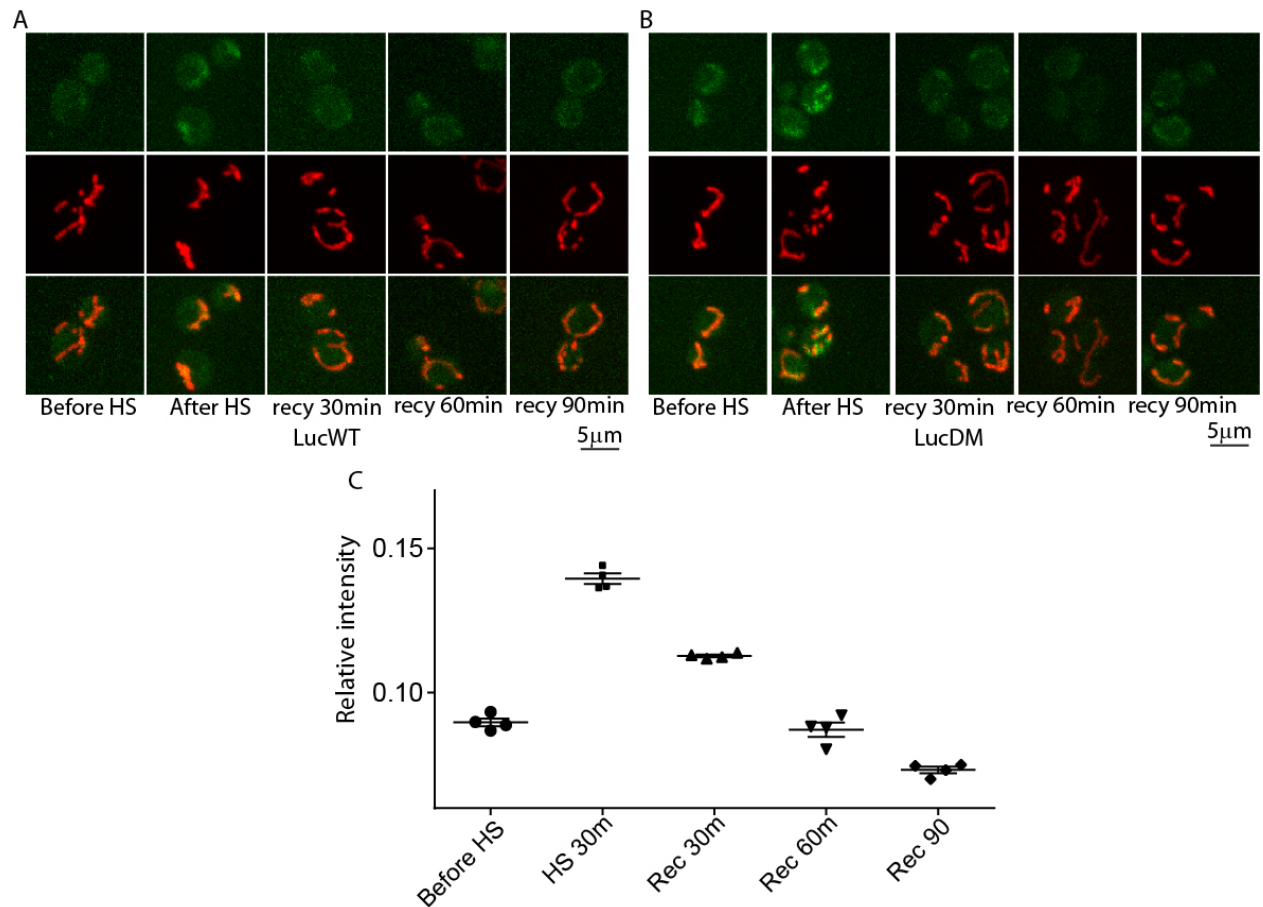 A
B
Before HS After HS recy 30min recy 60min recy 90min
LucWT 5μm
Before HS After HS recy 30min recy 60min recy 90min
LucDM 5μm
C
Relative intensity
0.15
0.10
Before HS
HS 30m
Rec 30m
Rec 60m
Rec 90